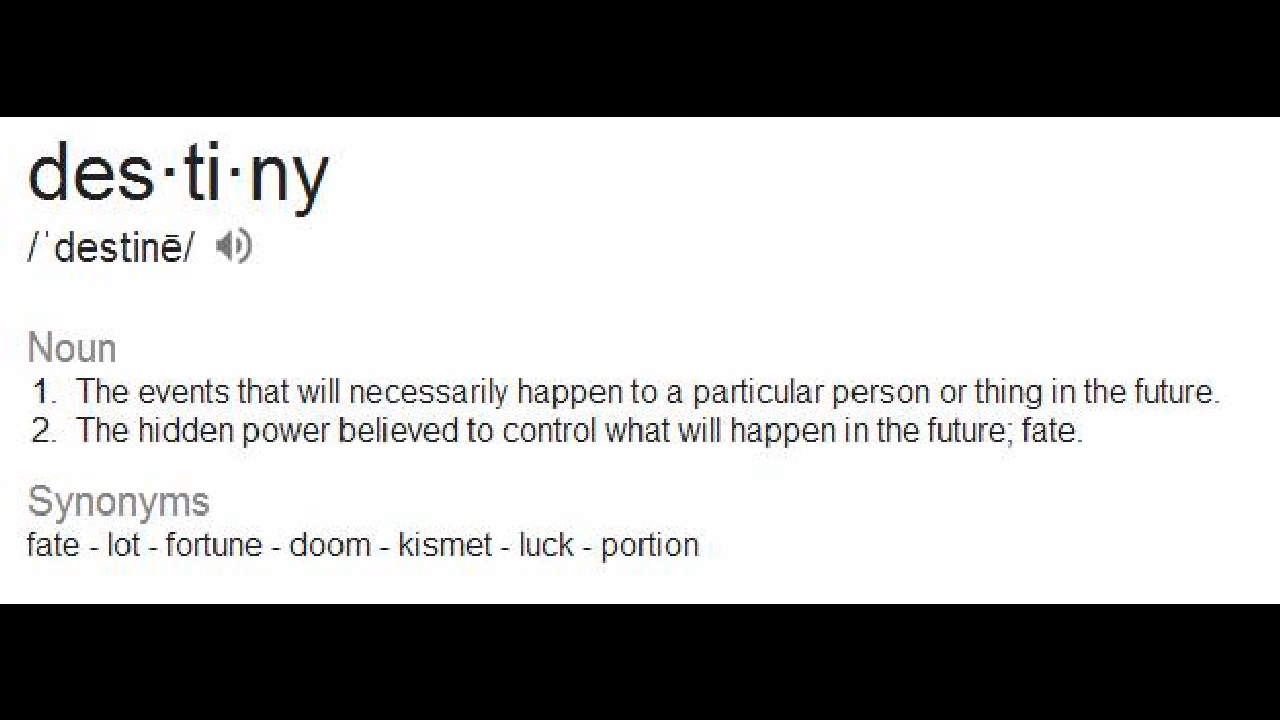 des·ti·ny
/ˈdestinē/
Noun
1. The events that will necessarily happen to a particular person or thing in the future.
2. The hidden power believed to control what will happen in the future; fate.
Synonyms
fate - lot - fortune - doom - kismet - luck - portion